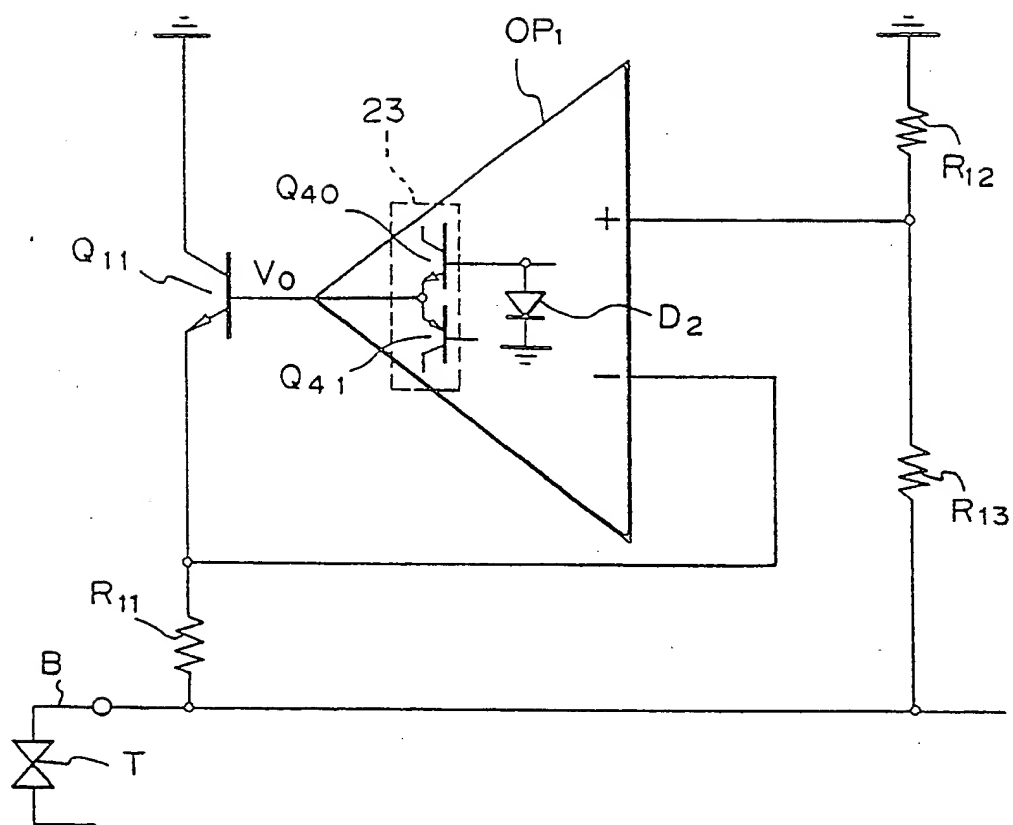 OP₁
23
Q₄₀
R₁₂
+
Q₁₁
V₀
D₂
Q₄₁
−
R₁₃
R₁₁
B
T